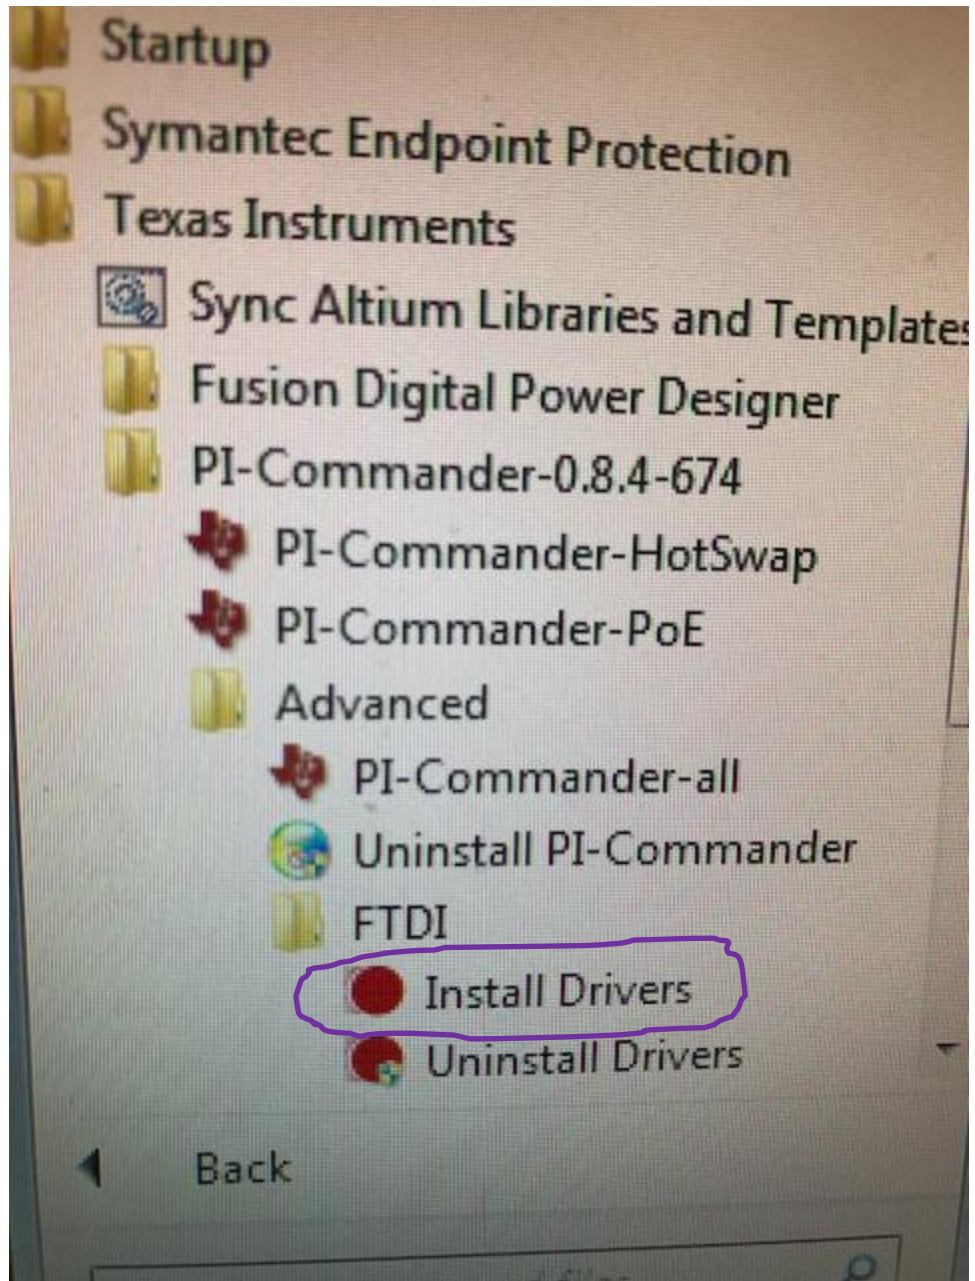 Startup
Symantec Endpoint Protection
Texas Instruments
Sync Altium Libraries and Templates
Fusion Digital Power Designer
PI-Commander-0.8.4-674
PI-Commander-HotSwap
PI-Commander-PoE
Advanced
PI-Commander-all
Uninstall PI-Commander
FTDI
Install Drivers
Uninstall Drivers
Back
files